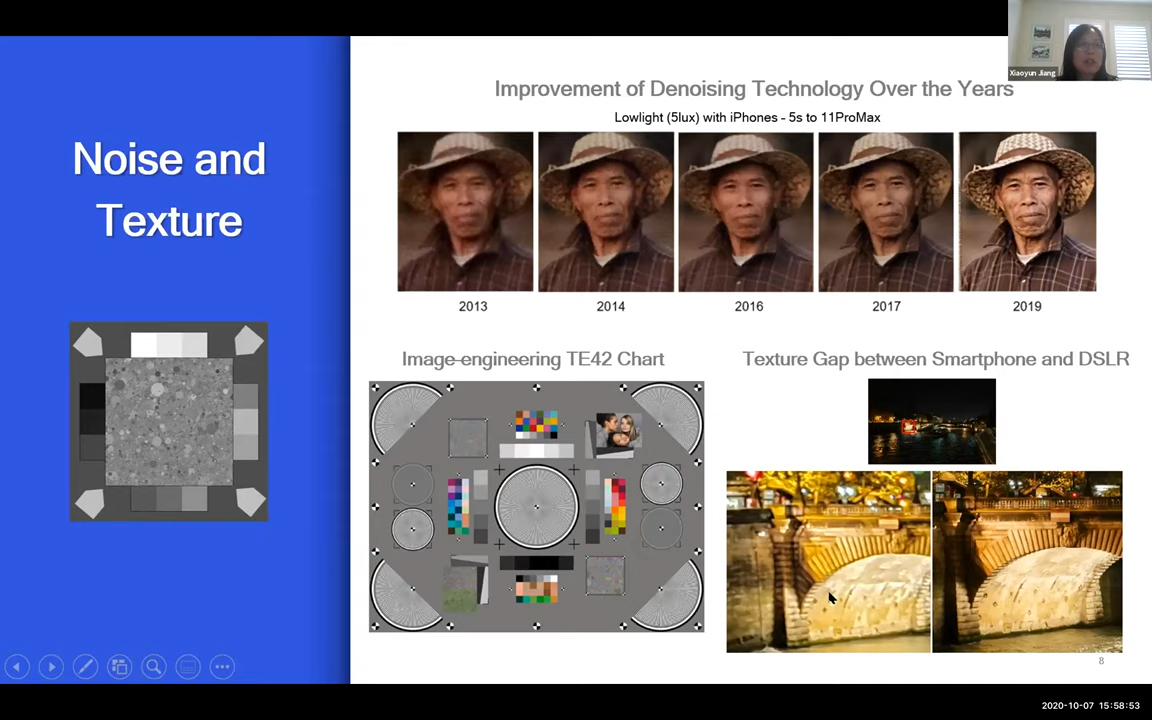 Xiaoyun Jiang
Noise and
Texture
Improvement of Denoising Technology Over the Years
Lowlight (5lux) with iPhones - 5s to 11ProMax
2013
2014
2016
2017
2019
Image-engineering TE42 Chart
Texture Gap between Smartphone and DSLR
8
2020-10-07 15:58:53